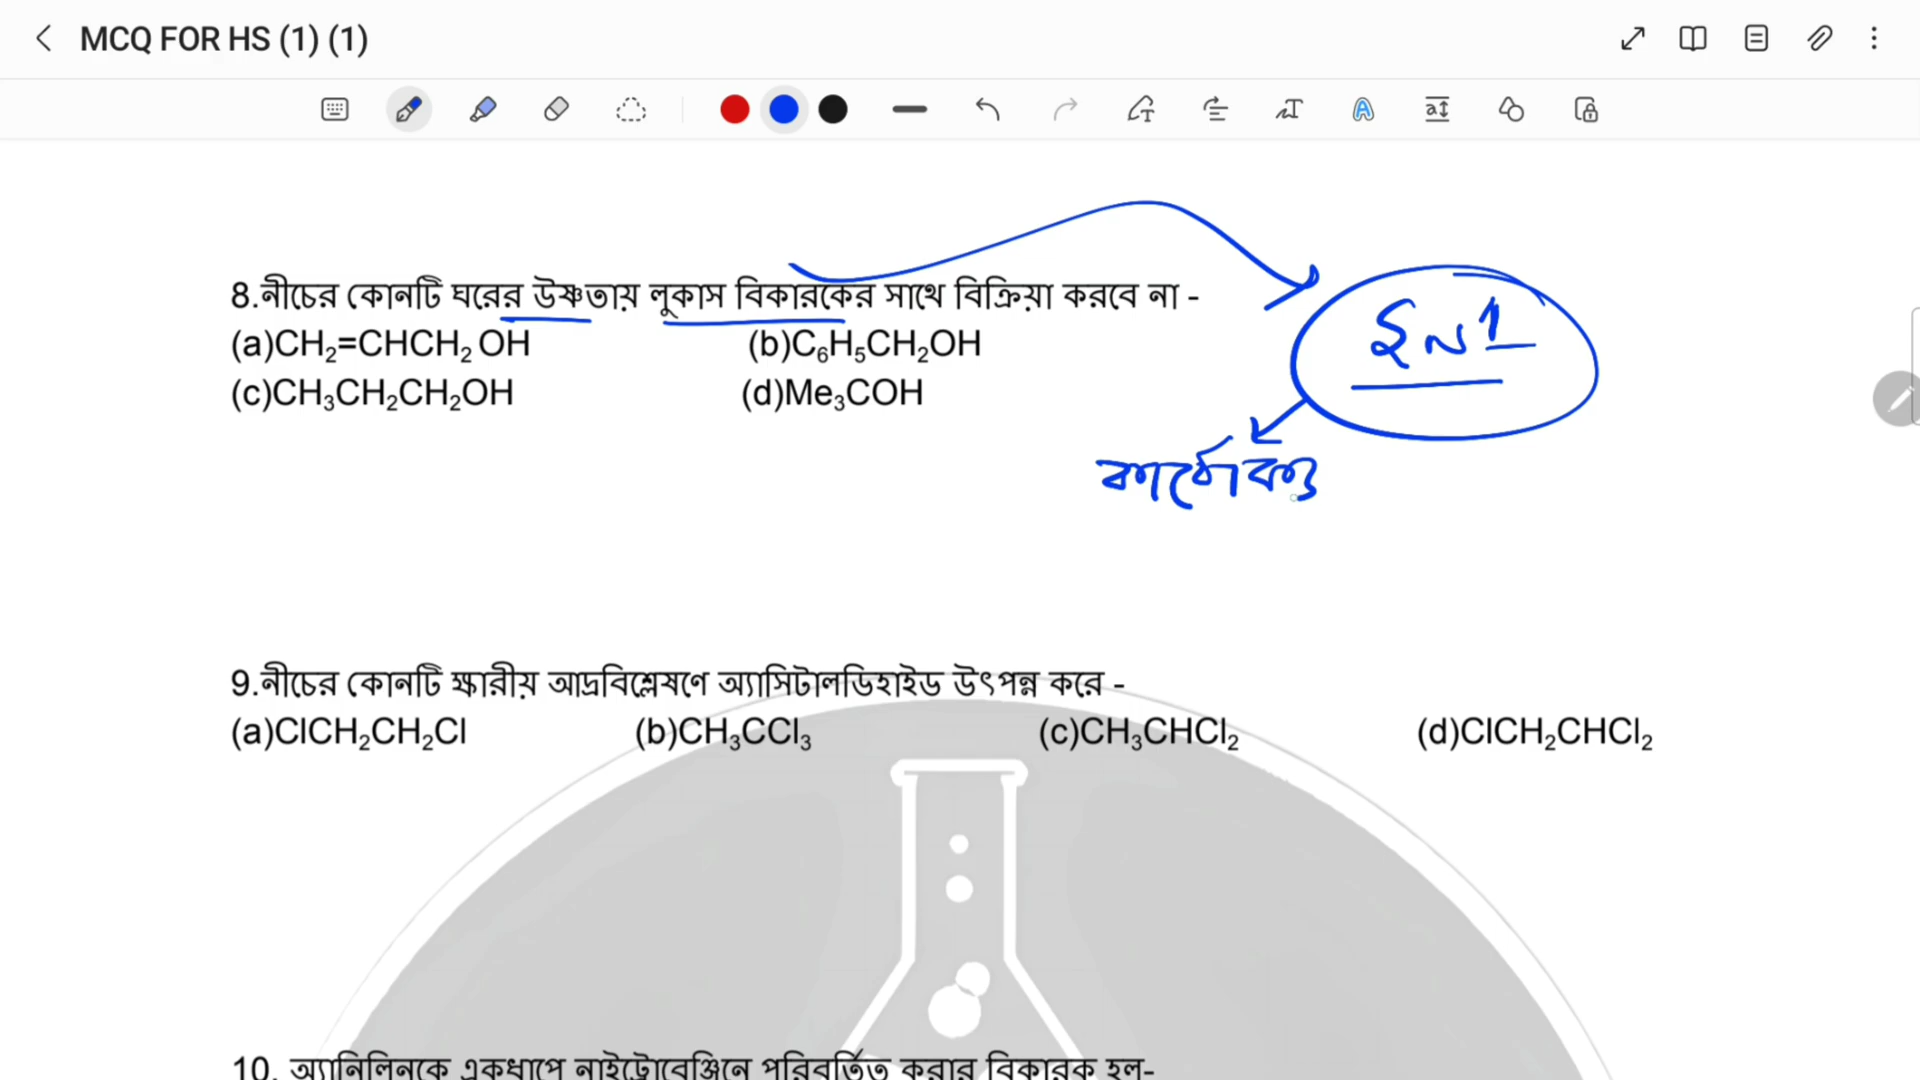 MCQ FOR HS (1) (1)
8.নীচের কোনটি ঘরের উষ্ণতায় লুকাস বিকারকের সাথে বিক্রিয়া করবে না -
(a)CH₂=CHCH₂ OH (b)C₆H₅CH₂OH
(c)CH₃CH₂CH₂OH (d)Me₃COH
SN1
কার্বোকা
9.নীচের কোনটি ক্ষারীয় আদ্রবিশ্লেষণে অ্যাসিটালডিহাইড উৎপন্ন করে -
(a)ClCH₂CH₂Cl (b)CH₃CCl₃ (c)CH₃CHCl₂ (d)ClCH₂CHCl₂
10. অ্যানিলিনকে একধাপে নাইট্রোবেঞ্জিনে পরিবর্তিত করার বিকারক হল-